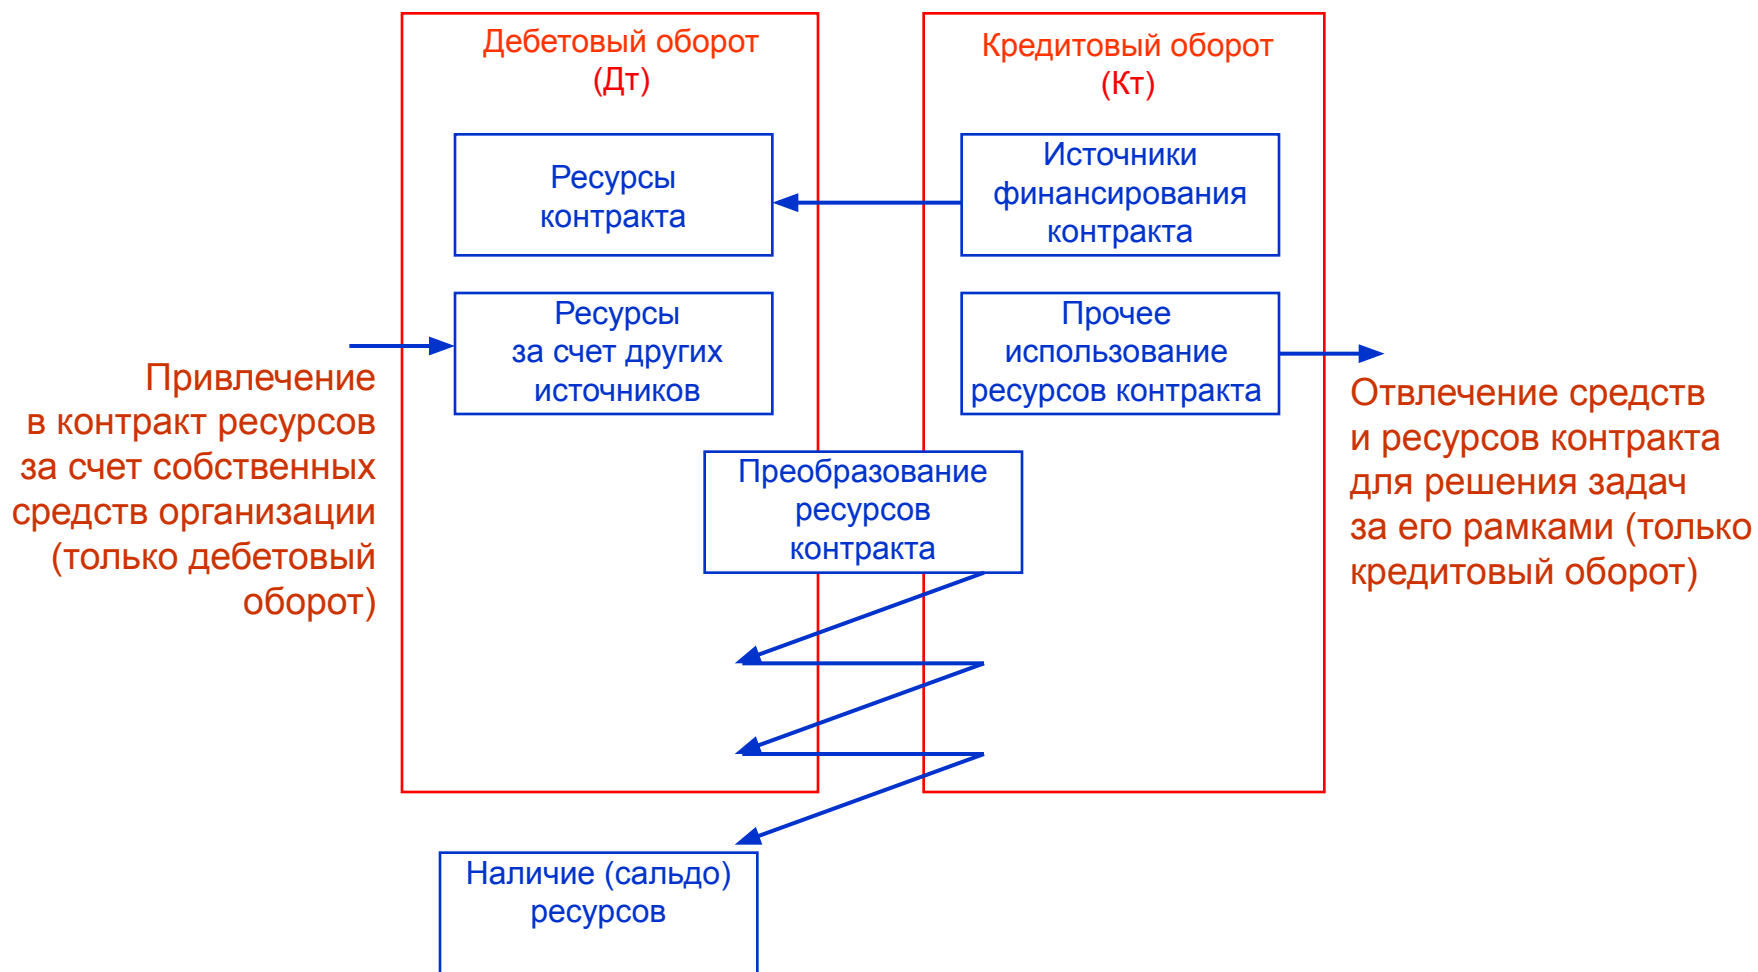 Дебетовый оборот
(Дт)
Кредитовый оборот
(Кт)
Ресурсы
контракта
Источники
финансирования
контракта
Ресурсы
за счет других
источников
Прочее
использование
ресурсов контракта
Привлечение
в контракт ресурсов
за счет собственных
средств организации
(только дебетовый
оборот)
Отвлечение средств
и ресурсов контракта
для решения задач
за его рамками (только
кредитовый оборот)
Преобразование
ресурсов
контракта
Наличие (сальдо)
ресурсов